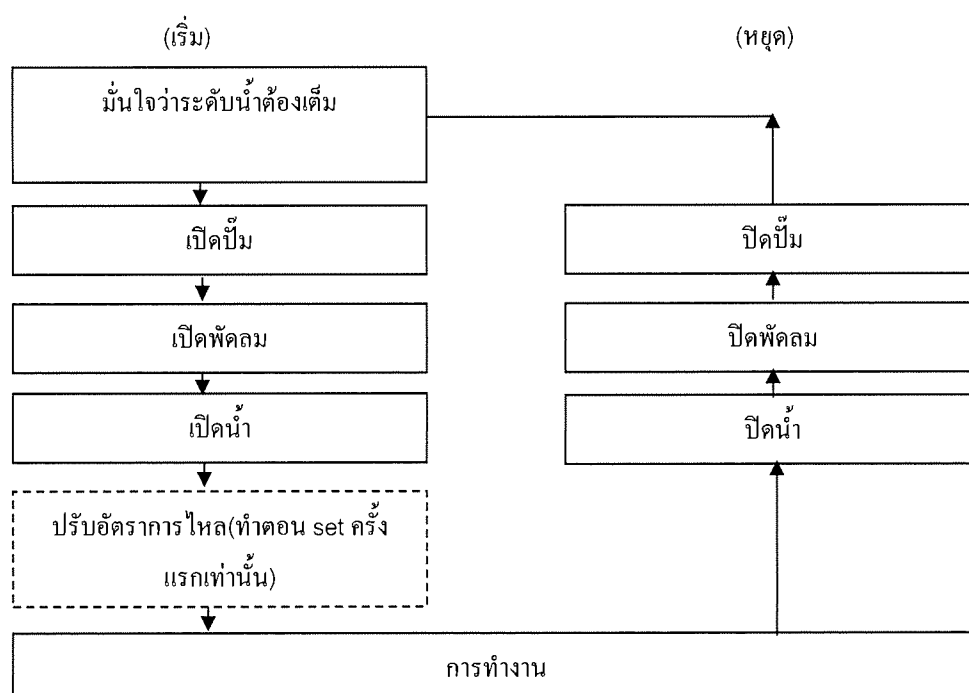 (เริ่ม)
(หยุด)
มั่นใจว่าระดับน้ำต้องเต็ม
เปิดปั๊ม
ปิดปั๊ม
เปิดพัดลม
ปิดพัดลม
เปิดน้ำ
ปิดน้ำ
ปรับอัตราการไหล(ทำตอน set ครั้ง
แรกเท่านั้น)
การทำงาน